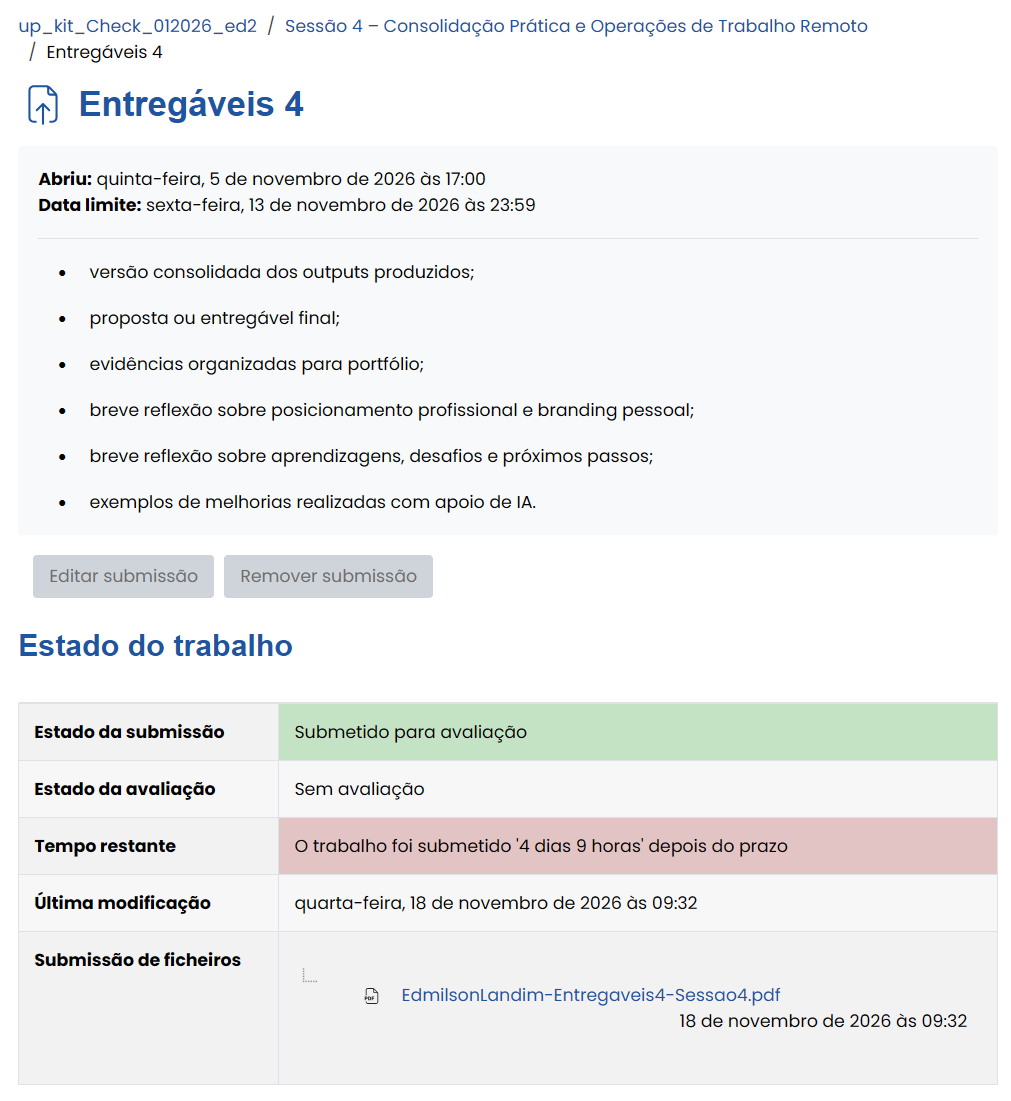 up_kit_Check_012026_ed2 / Sessão 4 – Consolidação Prática e Operações de Trabalho Remoto
/ Entregáveis 4
Entregáveis 4
Abriu: quinta-feira, 5 de novembro de 2026 às 17:00
Data limite: sexta-feira, 13 de novembro de 2026 às 23:59
• versão consolidada dos outputs produzidos;
• proposta ou entregável final;
• evidências organizadas para portfólio;
• breve reflexão sobre posicionamento profissional e branding pessoal;
• breve reflexão sobre aprendizagens, desafios e próximos passos;
• exemplos de melhorias realizadas com apoio de IA.
Editar submissão Remover submissão
Estado do trabalho
Estado da submissão Submetido para avaliação
Estado da avaliação Sem avaliação
Tempo restante O trabalho foi submetido '4 dias 9 horas' depois do prazo
Última modificação quarta-feira, 18 de novembro de 2026 às 09:32
Submissão de ficheiros
PDF EdmilsonLandim-Entregaveis4-Sessao4.pdf
18 de novembro de 2026 às 09:32